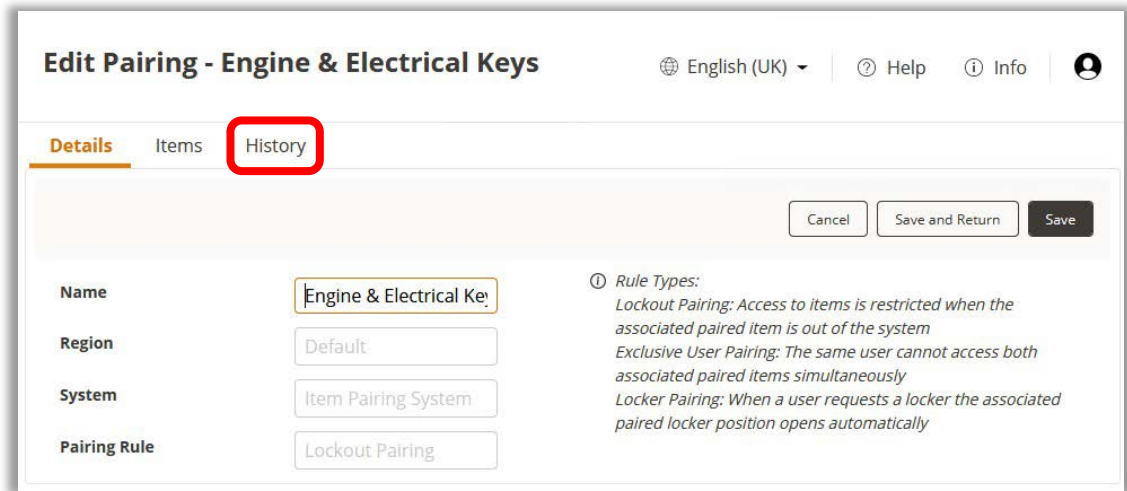 Edit Pairing - Engine & Electrical Keys
English (UK)
Help
Info
Details
Items
History
Cancel
Save and Return
Save
Name
Engine & Electrical Key
Region
Default
System
Item Pairing System
Pairing Rule
Lockout Pairing
Rule Types:
Lockout Pairing: Access to items is restricted when the
associated paired item is out of the system
Exclusive User Pairing: The same user cannot access both
associated paired items simultaneously
Locker Pairing: When a user requests a locker the associated
paired locker position opens automatically